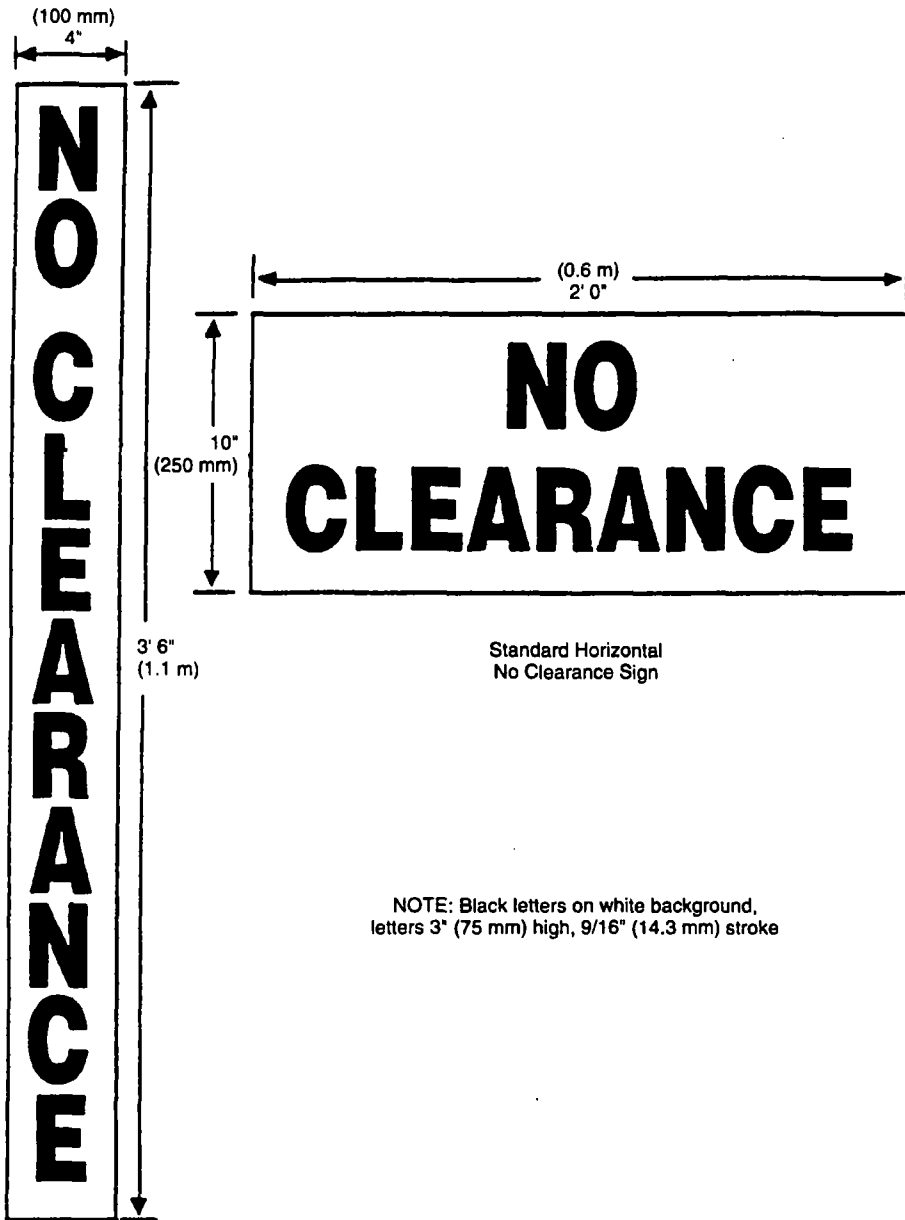 (100 mm)
4"
NO CLEARANCE
3' 6"
(1.1 m)
(0.6 m)
2' 0"
10"
(250 mm)
NO
CLEARANCE
Standard Horizontal
No Clearance Sign
NOTE: Black letters on white background,
letters 3" (75 mm) high, 9/16" (14.3 mm) stroke